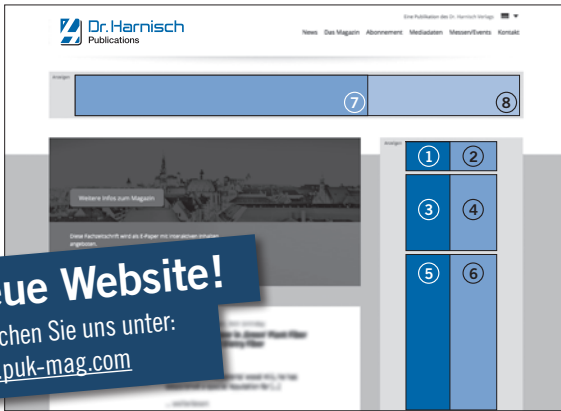 Dr. Harnisch
Publications
Eine Publikation des Dr. Harnisch Verlags
News Das Magazin Abonnement Mediadaten Messen/Events Kontakt
Anzeigen
7
8
Anzeigen
1 2
3 4
5 6
Weitere Infos zum Magazin
Diese Fachzeitschrift wird als E-Paper mit interaktiven Inhalten
angeboten.
eue Website!
chen Sie uns unter:
.puk-mag.com
... weiterlesen